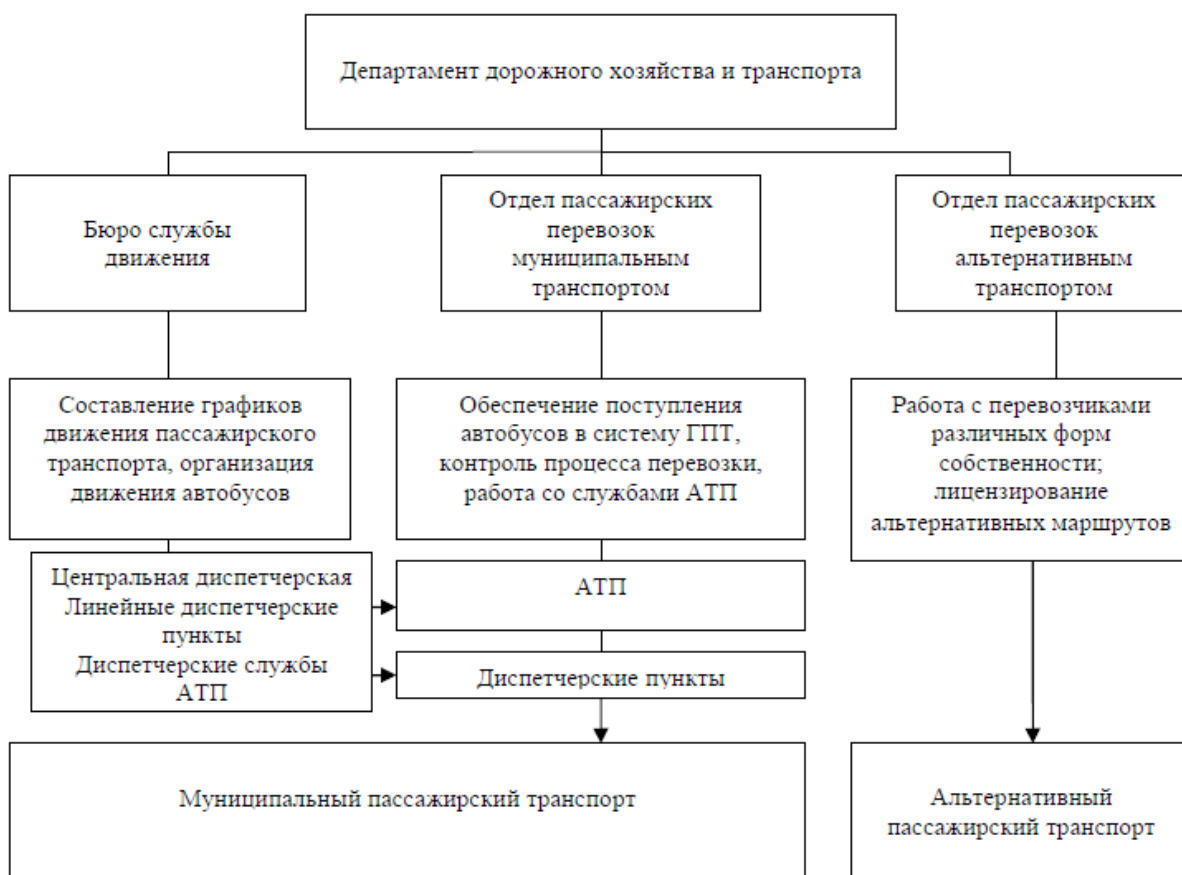 Департамент дорожного хозяйства и транспорта
Бюро службы
движения
Отдел пассажирских
перевозок
муниципальным
транспортом
Отдел пассажирских
перевозок
альтернативным
транспортом
Составление графиков
движения пассажирского
транспорта, организация
движения автобусов
Обеспечение поступления
автобусов в систему ГПТ,
контроль процесса перевозки,
работа со службами АТП
Работа с перевозчиками
различных форм
собственности;
лицензирование
альтернативных маршрутов
Центральная диспетчерская
Линейные диспетчерские
пункты
Диспетчерские службы
АТП
АТП
Диспетчерские пункты
Муниципальный пассажирский транспорт
Альтернативный
пассажирский транспорт